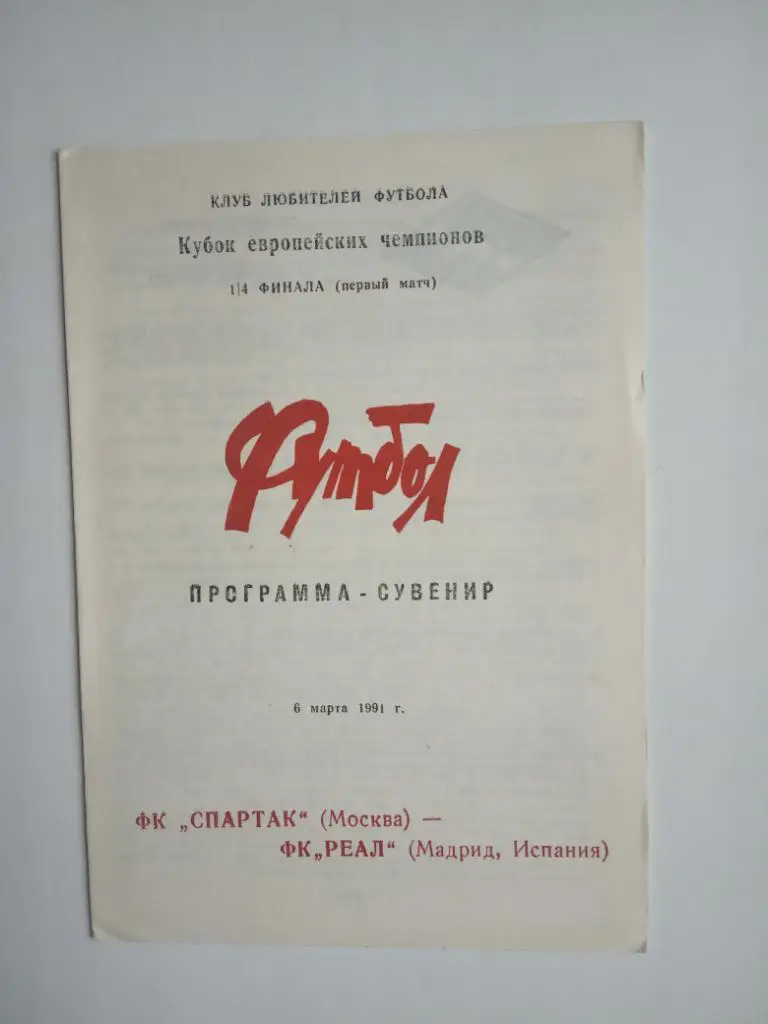 КЛУБ ЛЮБИТЕЛЕЙ ФУТБОЛА
Кубок европейских чемпионов
1|4 ФИНАЛА (первый матч)
Футбол
ПРОГРАММА - СУВЕНИР
6 марта 1991 г.
ФК „СПАРТАК“ (Москва) —
ФК„РЕАЛ“ (Мадрид, Испания)